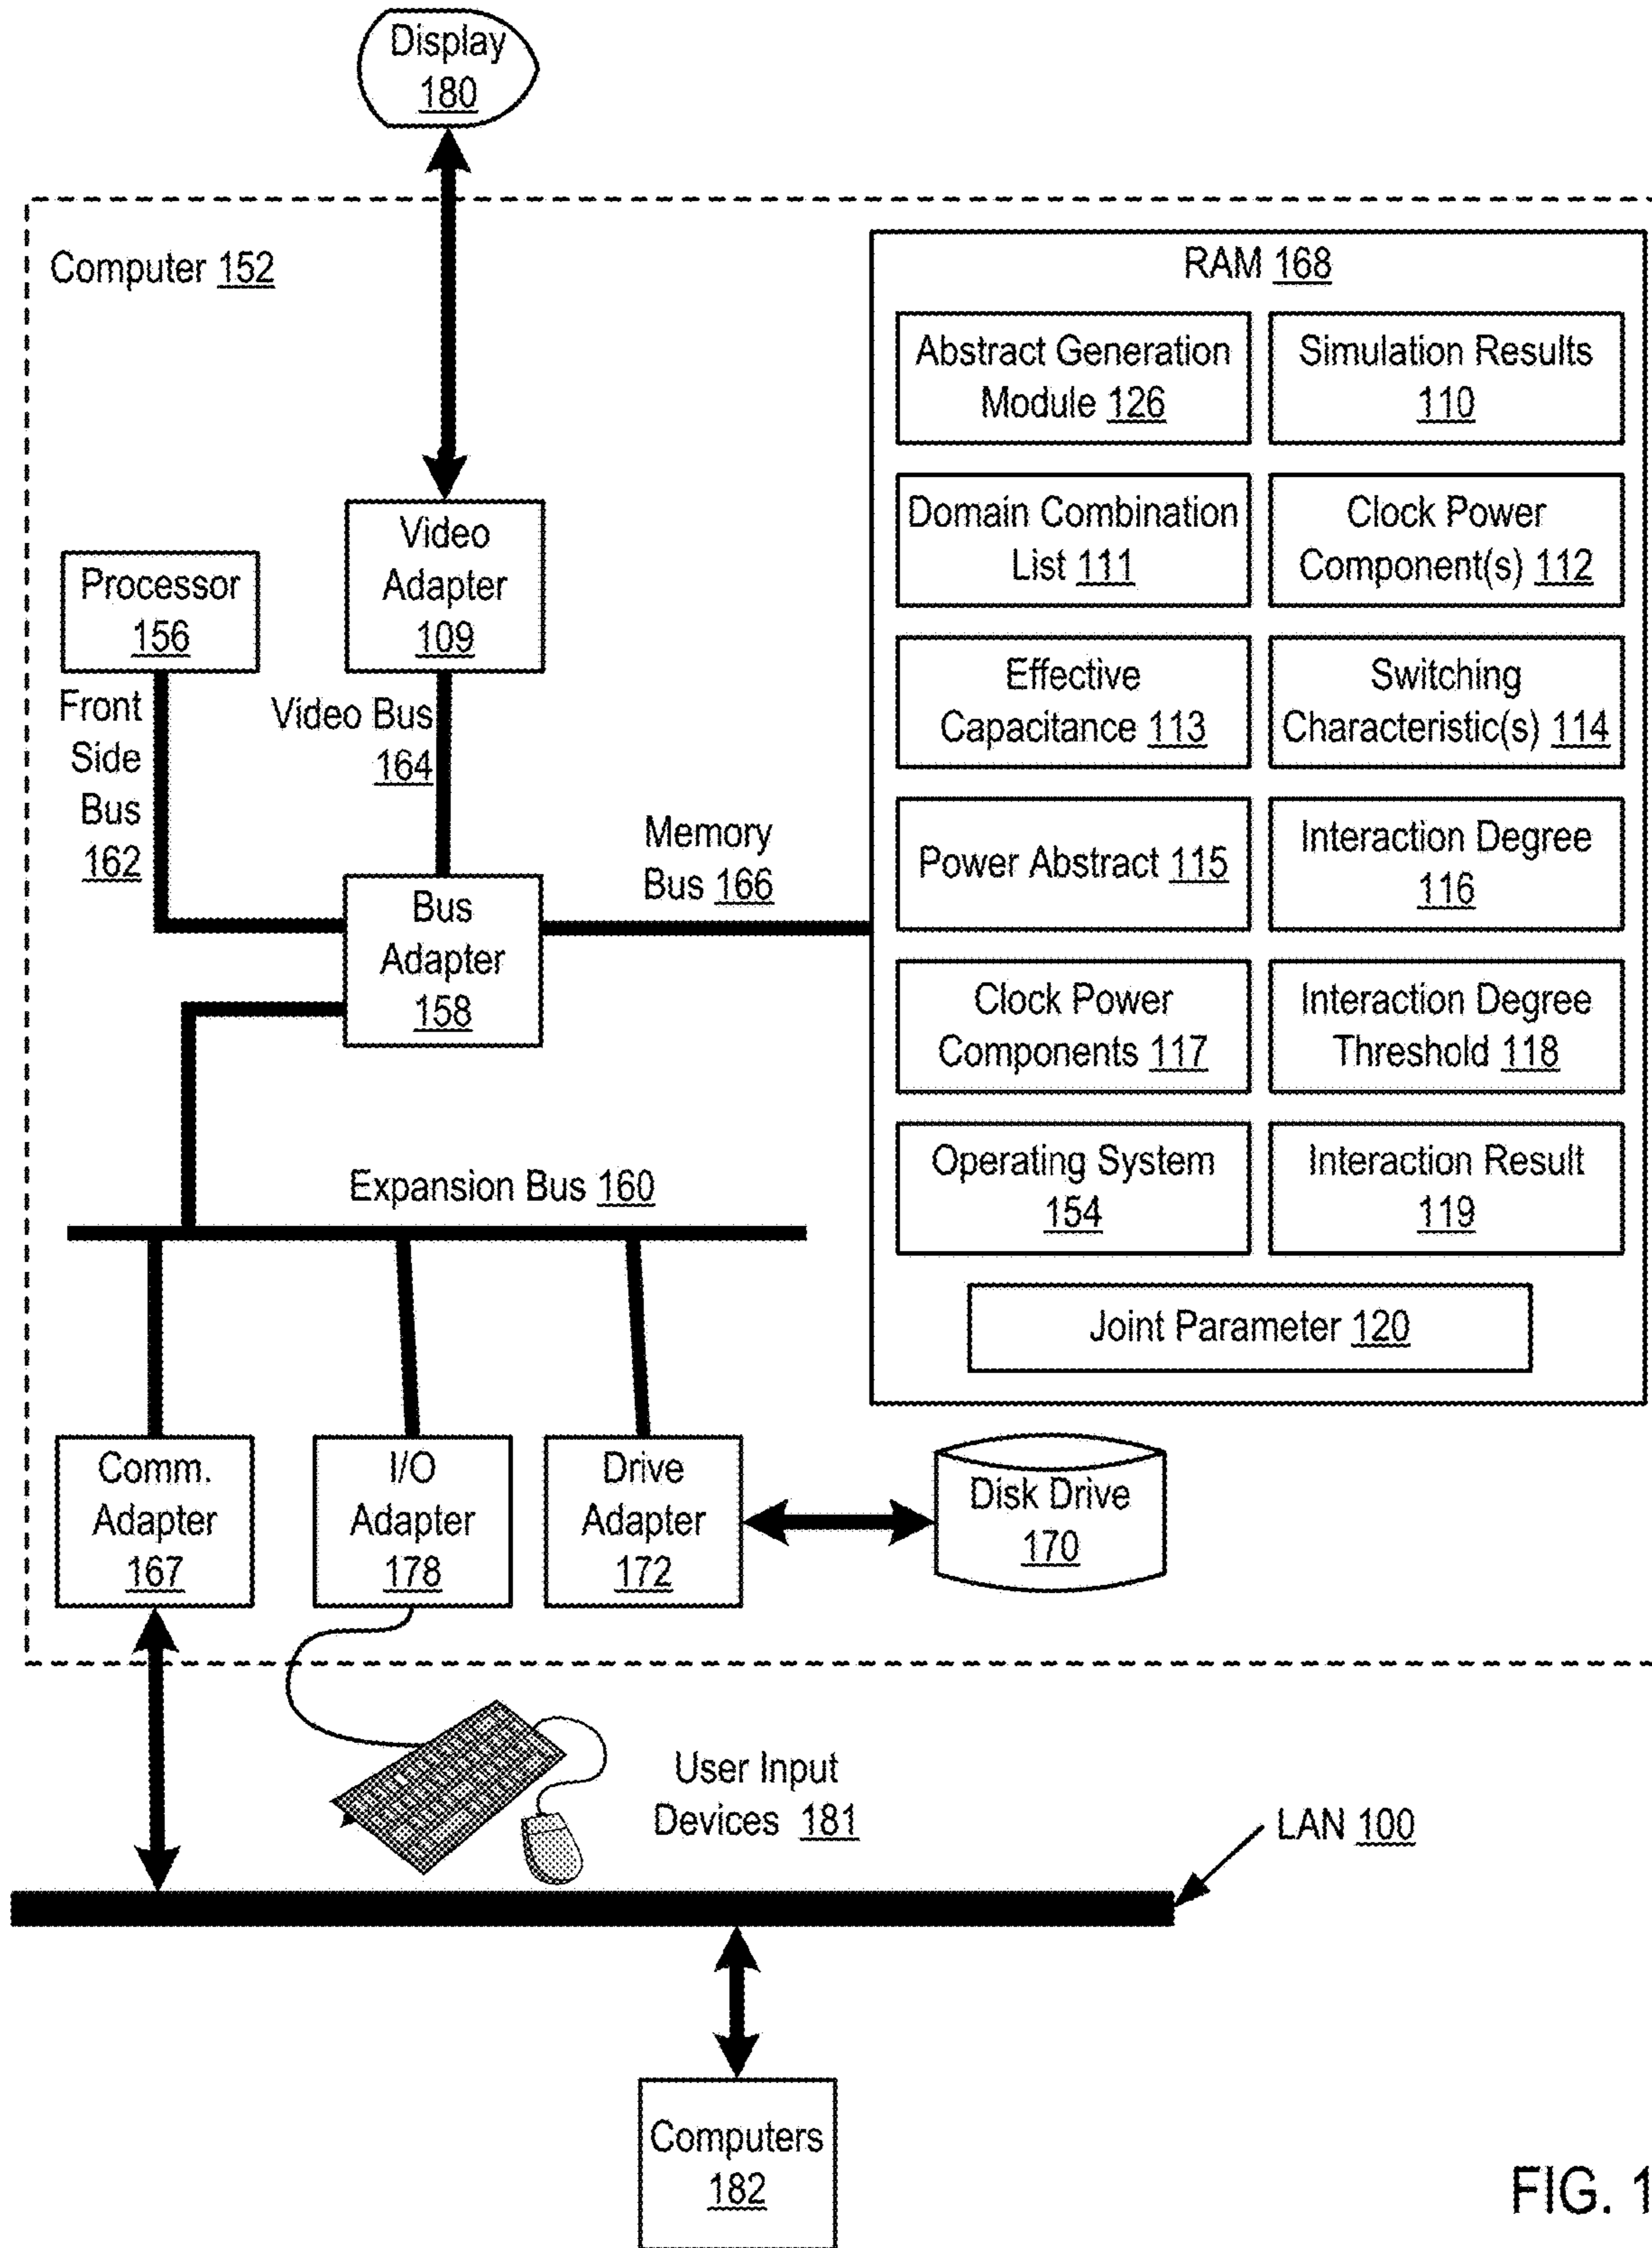 Display
180
Computer 152
RAM 168
Abstract Generation
Module 126
Simulation Results
110
Domain Combination
List 111
Clock Power
Component(s) 112
Effective
Capacitance 113
Switching
Characteristic(s) 114
Power Abstract 115
Interaction Degree
116
Clock Power
Components 117
Interaction Degree
Threshold 118
Operating System
154
Interaction Result
119
Joint Parameter 120
Video
Adapter
109
Processor
156
Front
Side
Bus
162
Video Bus
164
Memory
Bus 166
Bus
Adapter
158
Expansion Bus 160
Comm.
Adapter
167
I/O
Adapter
178
Drive
Adapter
172
Disk Drive
170
User Input
Devices 181
LAN 100
Computers
182
FIG. 1